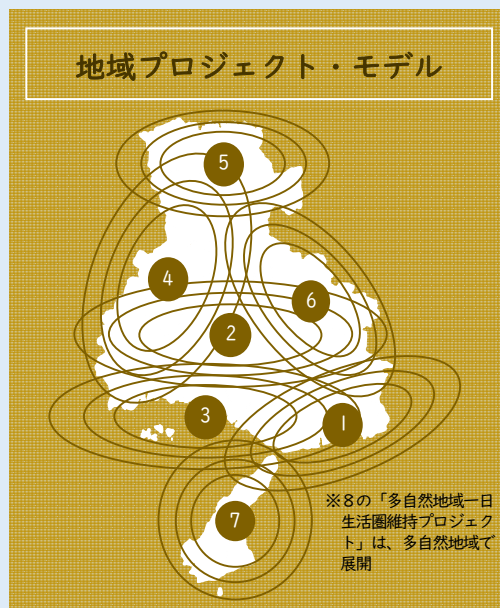 地域プロジェクト・モデル
5
4
6
2
3
1
7
※8の「多自然地域一日
生活圏維持プロジェク
ト」は、多自然地域で
展開